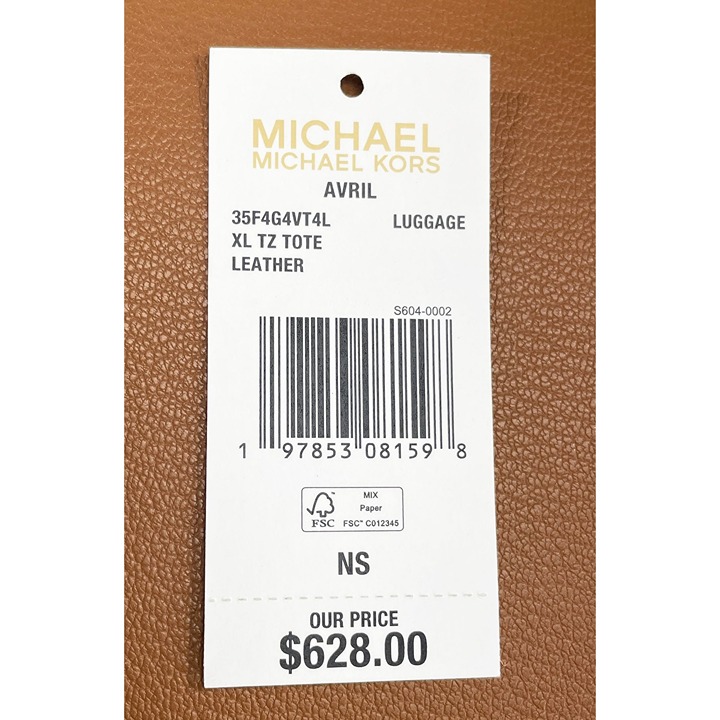 MICHAEL
MICHAEL KORS
AVRIL
35F4G4VT4L LUGGAGE
XL TZ TOTE
LEATHER
S604-0002
1 97853 08159 8
FSC™
MIX
Paper
FSC™ C012345
NS
OUR PRICE
$628.00